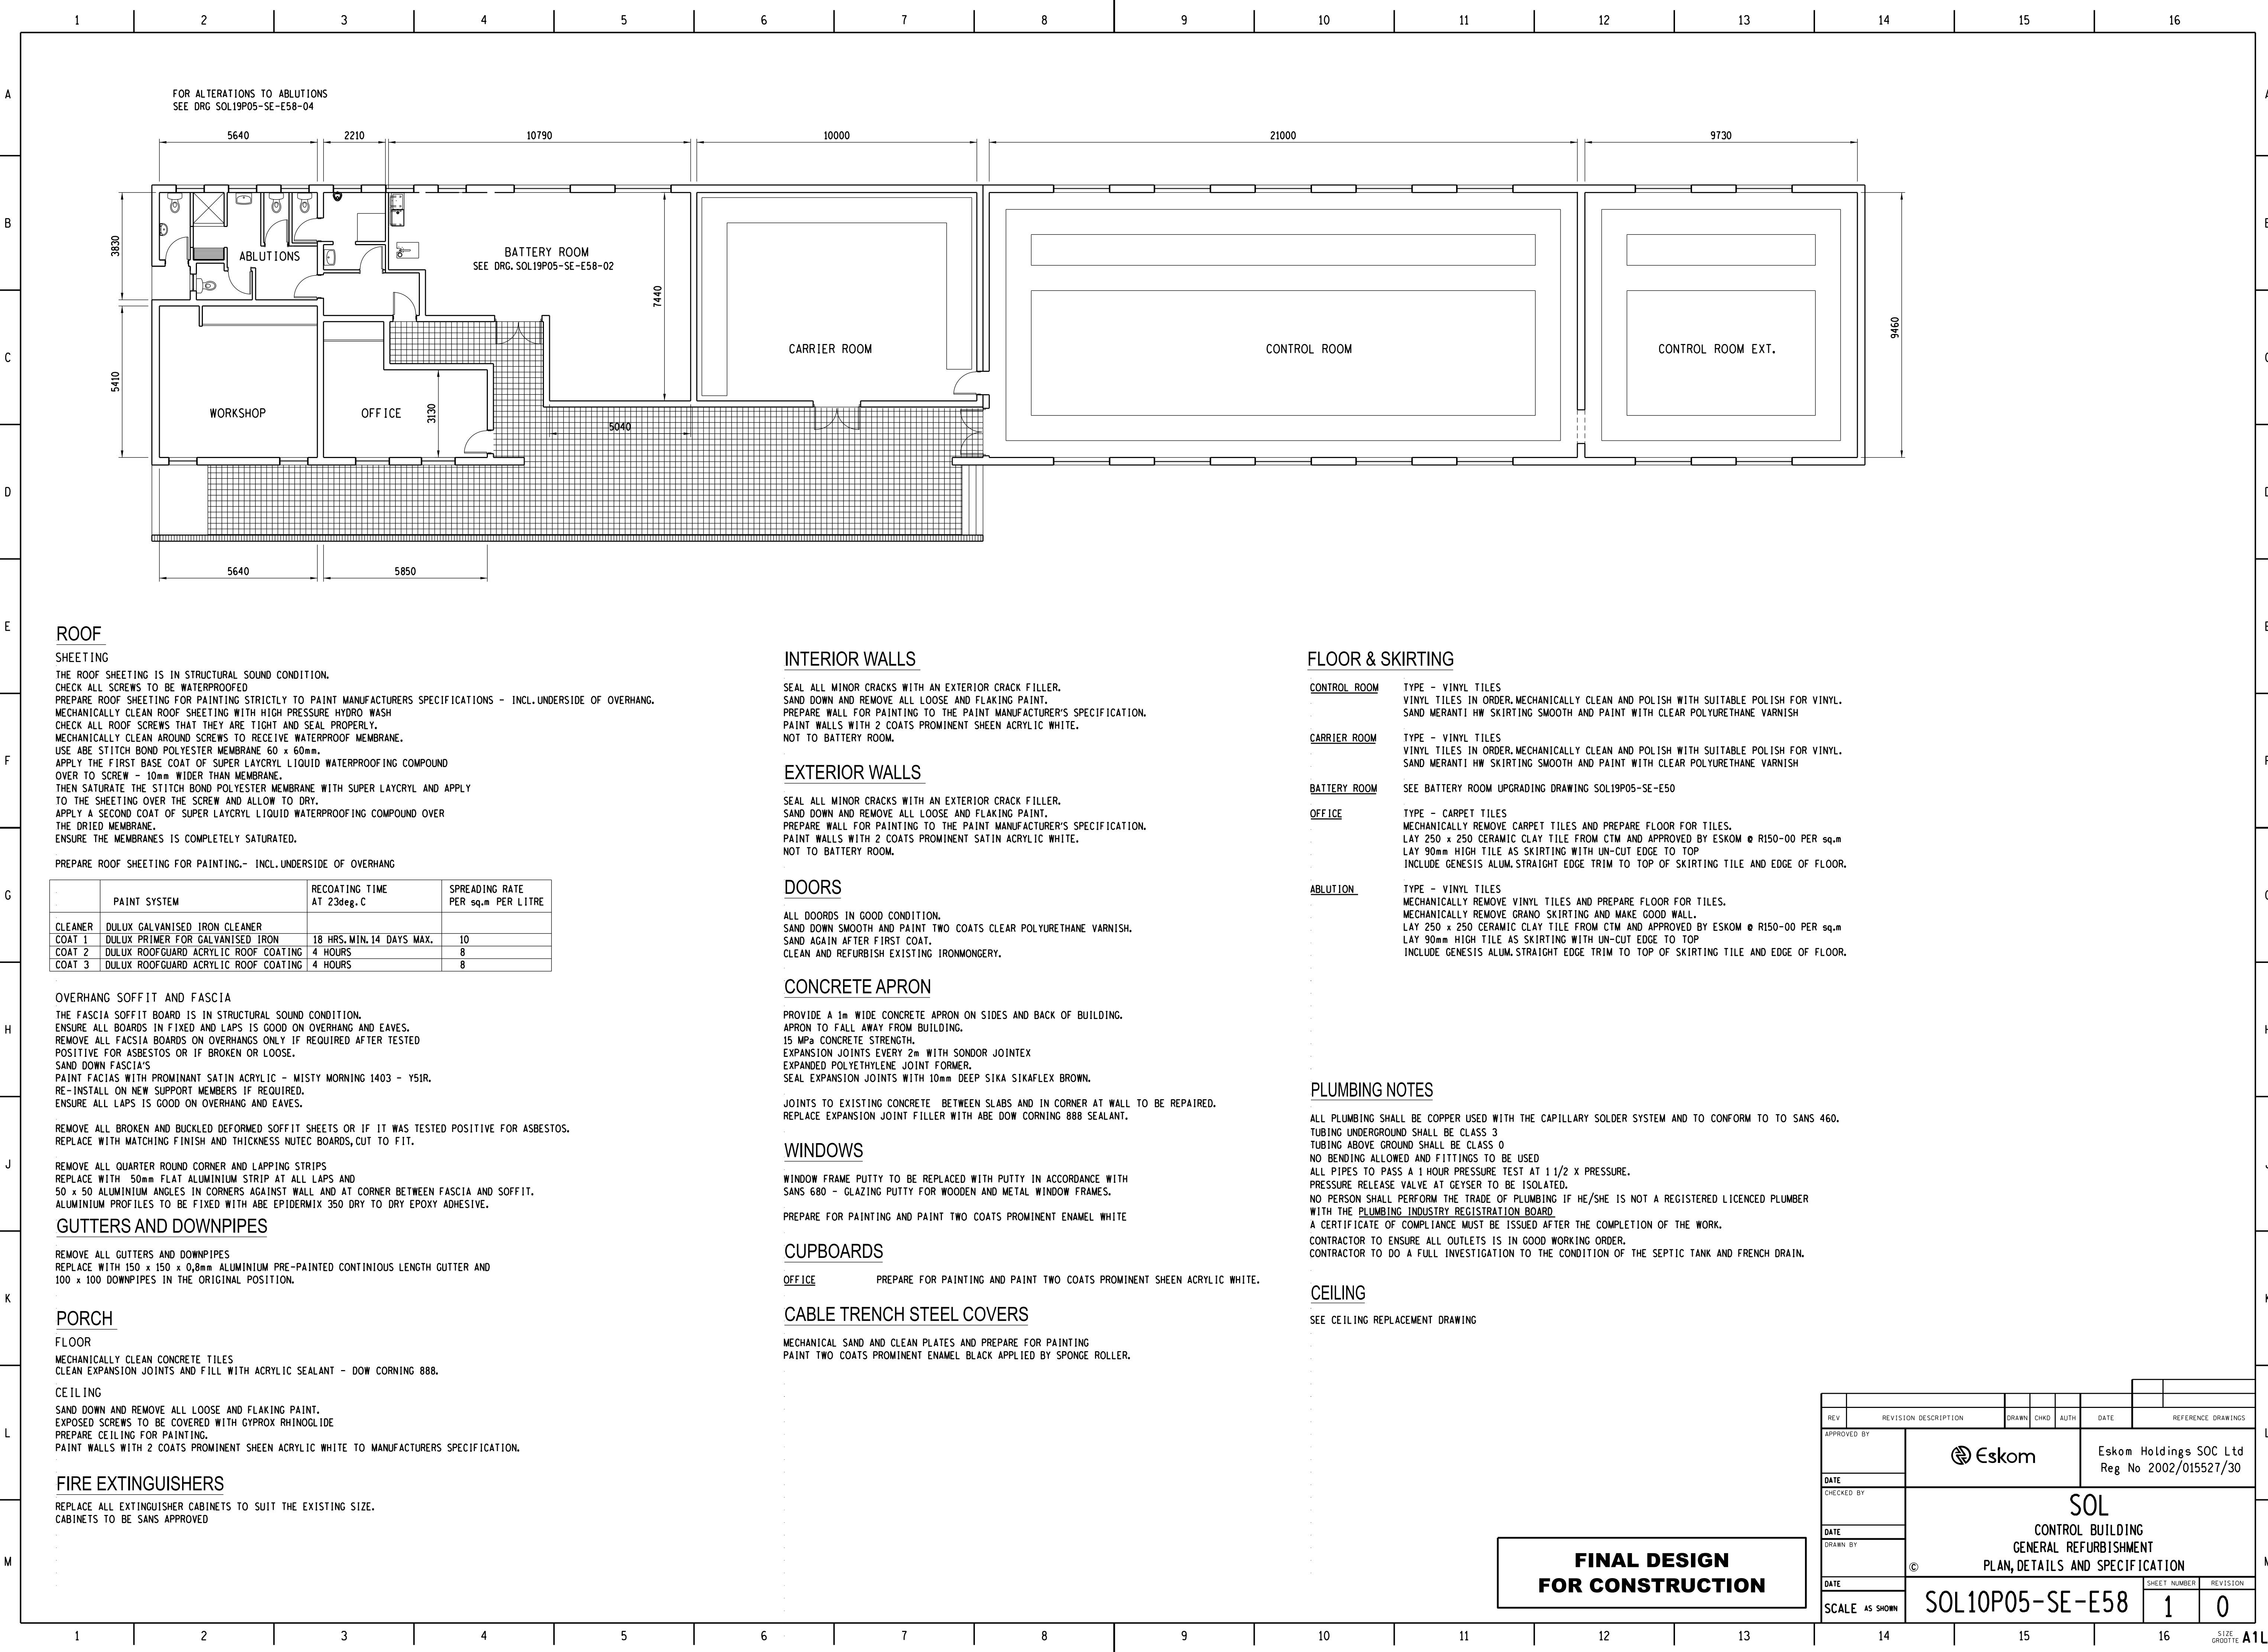 1 2 3 4 5 6 7 8 9 10 11 12 13 14 15 16
A
B
C
D
E
F
G
H
J
K
L
M
FOR ALTERATIONS TO ABLUTIONS
SEE DRG SOL19P05-SE-E58-04
5640 2210 10790 10000 21000 9730
3830
ABLUTIONS
BATTERY ROOM
SEE DRG. SOL19P05-SE-E58-02
7440
5410
WORKSHOP
OFFICE
3130
5040
CARRIER ROOM
CONTROL ROOM
CONTROL ROOM EXT.
9460
5640 5850
ROOF
SHEETING
THE ROOF SHEETING IS IN STRUCTURAL SOUND CONDITION.
CHECK ALL SCREWS TO BE WATERPROOFED
PREPARE ROOF SHEETING FOR PAINTING STRICTLY TO PAINT MANUFACTURERS SPECIFICATIONS - INCL. UNDERSIDE OF OVERHANG.
MECHANICALLY CLEAN ROOF SHEETING WITH HIGH PRESSURE HYDRO WASH
CHECK ALL ROOF SCREWS THAT THEY ARE TIGHT AND SEAL PROPERLY.
MECHANICALLY CLEAN AROUND SCREWS TO RECEIVE WATERPROOF MEMBRANE.
USE ABE STITCH BOND POLYESTER MEMBRANE 60 x 60mm.
APPLY THE FIRST BASE COAT OF SUPER LAYCRYL LIQUID WATERPROOFING COMPOUND
OVER TO SCREW - 10mm WIDER THAN MEMBRANE.
THEN SATURATE THE STITCH BOND POLYESTER MEMBRANE WITH SUPER LAYCRYL AND APPLY
TO THE SHEETING OVER THE SCREW AND ALLOW TO DRY.
APPLY A SECOND COAT OF SUPER LAYCRYL LIQUID WATERPROOFING COMPOUND OVER
THE DRIED MEMBRANE.
ENSURE THE MEMBRANES IS COMPLETELY SATURATED.
PREPARE ROOF SHEETING FOR PAINTING.- INCL. UNDERSIDE OF OVERHANG
PAINT SYSTEM RECOATING TIME AT 23deg. C SPREADING RATE PER sq.m PER LITRE
CLEANER DULUX GALVANISED IRON CLEANER
COAT 1 DULUX PRIMER FOR GALVANISED IRON 18 HRS. MIN. 14 DAYS MAX. 10
COAT 2 DULUX ROOFGUARD ACRYLIC ROOF COATING 4 HOURS 8
COAT 3 DULUX ROOFGUARD ACRYLIC ROOF COATING 4 HOURS 8
OVERHANG SOFFIT AND FASCIA
THE FASCIA SOFFIT BOARD IS IN STRUCTURAL SOUND CONDITION.
ENSURE ALL BOARDS IN FIXED AND LAPS IS GOOD ON OVERHANG AND EAVES.
REMOVE ALL FACSIA BOARDS ON OVERHANGS ONLY IF REQUIRED AFTER TESTED
POSITIVE FOR ASBESTOS OR IF BROKEN OR LOOSE.
SAND DOWN FASCIA'S
PAINT FACIAS WITH PROMINANT SATIN ACRYLIC - MISTY MORNING 1403 - Y51R.
RE-INSTALL ON NEW SUPPORT MEMBERS IF REQUIRED.
ENSURE ALL LAPS IS GOOD ON OVERHANG AND EAVES.
REMOVE ALL BROKEN AND BUCKLED DEFORMED SOFFIT SHEETS OR IF IT WAS TESTED POSITIVE FOR ASBESTOS.
REPLACE WITH MATCHING FINISH AND THICKNESS NUTEC BOARDS, CUT TO FIT.
REMOVE ALL QUARTER ROUND CORNER AND LAPPING STRIPS
REPLACE WITH 50mm FLAT ALUMINIUM STRIP AT ALL LAPS AND
50 x 50 ALUMINIUM ANGLES IN CORNERS AGAINST WALL AND AT CORNER BETWEEN FASCIA AND SOFFIT.
ALUMINIUM PROFILES TO BE FIXED WITH ABE EPIDERMIX 350 DRY TO DRY EPOXY ADHESIVE.
GUTTERS AND DOWNPIPES
REMOVE ALL GUTTERS AND DOWNPIPES
REPLACE WITH 150 x 150 x 0,8mm ALUMINIUM PRE-PAINTED CONTINIOUS LENGTH GUTTER AND
100 x 100 DOWNPIPES IN THE ORIGINAL POSITION.
PORCH
FLOOR
MECHANICALLY CLEAN CONCRETE TILES
CLEAN EXPANSION JOINTS AND FILL WITH ACRYLIC SEALANT - DOW CORNING 888.
CEILING
SAND DOWN AND REMOVE ALL LOOSE AND FLAKING PAINT.
EXPOSED SCREWS TO BE COVERED WITH GYPROX RHINOGLIDE
PREPARE CEILING FOR PAINTING.
PAINT WALLS WITH 2 COATS PROMINENT SHEEN ACRYLIC WHITE TO MANUFACTURERS SPECIFICATION.
FIRE EXTINGUISHERS
REPLACE ALL EXTINGUISHER CABINETS TO SUIT THE EXISTING SIZE.
CABINETS TO BE SANS APPROVED
INTERIOR WALLS
SEAL ALL MINOR CRACKS WITH AN EXTERIOR CRACK FILLER.
SAND DOWN AND REMOVE ALL LOOSE AND FLAKING PAINT.
PREPARE WALL FOR PAINTING TO THE PAINT MANUFACTURER'S SPECIFICATION.
PAINT WALLS WITH 2 COATS PROMINENT SHEEN ACRYLIC WHITE.
NOT TO BATTERY ROOM.
EXTERIOR WALLS
SEAL ALL MINOR CRACKS WITH AN EXTERIOR CRACK FILLER.
SAND DOWN AND REMOVE ALL LOOSE AND FLAKING PAINT.
PREPARE WALL FOR PAINTING TO THE PAINT MANUFACTURER'S SPECIFICATION.
PAINT WALLS WITH 2 COATS PROMINENT SATIN ACRYLIC WHITE.
NOT TO BATTERY ROOM.
DOORS
ALL DOORDS IN GOOD CONDITION.
SAND DOWN SMOOTH AND PAINT TWO COATS CLEAR POLYURETHANE VARNISH.
SAND AGAIN AFTER FIRST COAT.
CLEAN AND REFURBISH EXISTING IRONMONGERY.
CONCRETE APRON
PROVIDE A 1m WIDE CONCRETE APRON ON SIDES AND BACK OF BUILDING.
APRON TO FALL AWAY FROM BUILDING.
15 MPa CONCRETE STRENGTH.
EXPANSION JOINTS EVERY 2m WITH SONDOR JOINTEX
EXPANDED POLYETHYLENE JOINT FORMER.
SEAL EXPANSION JOINTS WITH 10mm DEEP SIKA SIKAFLEX BROWN.
JOINTS TO EXISTING CONCRETE BETWEEN SLABS AND IN CORNER AT WALL TO BE REPAIRED.
REPLACE EXPANSION JOINT FILLER WITH ABE DOW CORNING 888 SEALANT.
WINDOWS
WINDOW FRAME PUTTY TO BE REPLACED WITH PUTTY IN ACCORDANCE WITH
SANS 680 - GLAZING PUTTY FOR WOODEN AND METAL WINDOW FRAMES.
PREPARE FOR PAINTING AND PAINT TWO COATS PROMINENT ENAMEL WHITE
CUPBOARDS
OFFICE PREPARE FOR PAINTING AND PAINT TWO COATS PROMINENT SHEEN ACRYLIC WHITE.
CABLE TRENCH STEEL COVERS
MECHANICAL SAND AND CLEAN PLATES AND PREPARE FOR PAINTING
PAINT TWO COATS PROMINENT ENAMEL BLACK APPLIED BY SPONGE ROLLER.
FLOOR & SKIRTING
CONTROL ROOM TYPE - VINYL TILES
VINYL TILES IN ORDER. MECHANICALLY CLEAN AND POLISH WITH SUITABLE POLISH FOR VINYL.
SAND MERANTI HW SKIRTING SMOOTH AND PAINT WITH CLEAR POLYURETHANE VARNISH
CARRIER ROOM TYPE - VINYL TILES
VINYL TILES IN ORDER. MECHANICALLY CLEAN AND POLISH WITH SUITABLE POLISH FOR VINYL.
SAND MERANTI HW SKIRTING SMOOTH AND PAINT WITH CLEAR POLYURETHANE VARNISH
BATTERY ROOM SEE BATTERY ROOM UPGRADING DRAWING SOL19P05-SE-E50
OFFICE TYPE - CARPET TILES
MECHANICALLY REMOVE CARPET TILES AND PREPARE FLOOR FOR TILES.
LAY 250 x 250 CERAMIC CLAY TILE FROM CTM AND APPROVED BY ESKOM @ R150-00 PER sq.m
LAY 90mm HIGH TILE AS SKIRTING WITH UN-CUT EDGE TO TOP
INCLUDE GENESIS ALUM. STRAIGHT EDGE TRIM TO TOP OF SKIRTING TILE AND EDGE OF FLOOR.
ABLUTION TYPE - VINYL TILES
MECHANICALLY REMOVE VINYL TILES AND PREPARE FLOOR FOR TILES.
MECHANICALLY REMOVE GRANO SKIRTING AND MAKE GOOD WALL.
LAY 250 x 250 CERAMIC CLAY TILE FROM CTM AND APPROVED BY ESKOM @ R150-00 PER sq.m
LAY 90mm HIGH TILE AS SKIRTING WITH UN-CUT EDGE TO TOP
INCLUDE GENESIS ALUM. STRAIGHT EDGE TRIM TO TOP OF SKIRTING TILE AND EDGE OF FLOOR.
PLUMBING NOTES
ALL PLUMBING SHALL BE COPPER USED WITH THE CAPILLARY SOLDER SYSTEM AND TO CONFORM TO TO SANS 460.
TUBING UNDERGROUND SHALL BE CLASS 3
TUBING ABOVE GROUND SHALL BE CLASS 0
NO BENDING ALLOWED AND FITTINGS TO BE USED
ALL PIPES TO PASS A 1 HOUR PRESSURE TEST AT 1 1/2 X PRESSURE.
PRESSURE RELEASE VALVE AT GEYSER TO BE ISOLATED.
NO PERSON SHALL PERFORM THE TRADE OF PLUMBING IF HE/SHE IS NOT A REGISTERED LICENCED PLUMBER
WITH THE PLUMBING INDUSTRY REGISTRATION BOARD
A CERTIFICATE OF COMPLIANCE MUST BE ISSUED AFTER THE COMPLETION OF THE WORK.
CONTRACTOR TO ENSURE ALL OUTLETS IS IN GOOD WORKING ORDER.
CONTRACTOR TO DO A FULL INVESTIGATION TO THE CONDITION OF THE SEPTIC TANK AND FRENCH DRAIN.
CEILING
SEE CEILING REPLACEMENT DRAWING
FINAL DESIGN
FOR CONSTRUCTION
REV REVISION DESCRIPTION DRAWN CHKD AUTH DATE REFERENCE DRAWINGS
APPROVED BY
DATE
Eskom
Eskom Holdings SOC Ltd
Reg No 2002/015527/30
CHECKED BY
DATE
DRAWN BY
DATE
SOL
CONTROL BUILDING
GENERAL REFURBISHMENT
© PLAN, DETAILS AND SPECIFICATION
SCALE AS SHOWN
SOL10P05-SE-E58
SHEET NUMBER
1
REVISION
0
1 2 3 4 5 6 7 8 9 10 11 12 13 14 15 16
SIZE
GROOTTE A1L